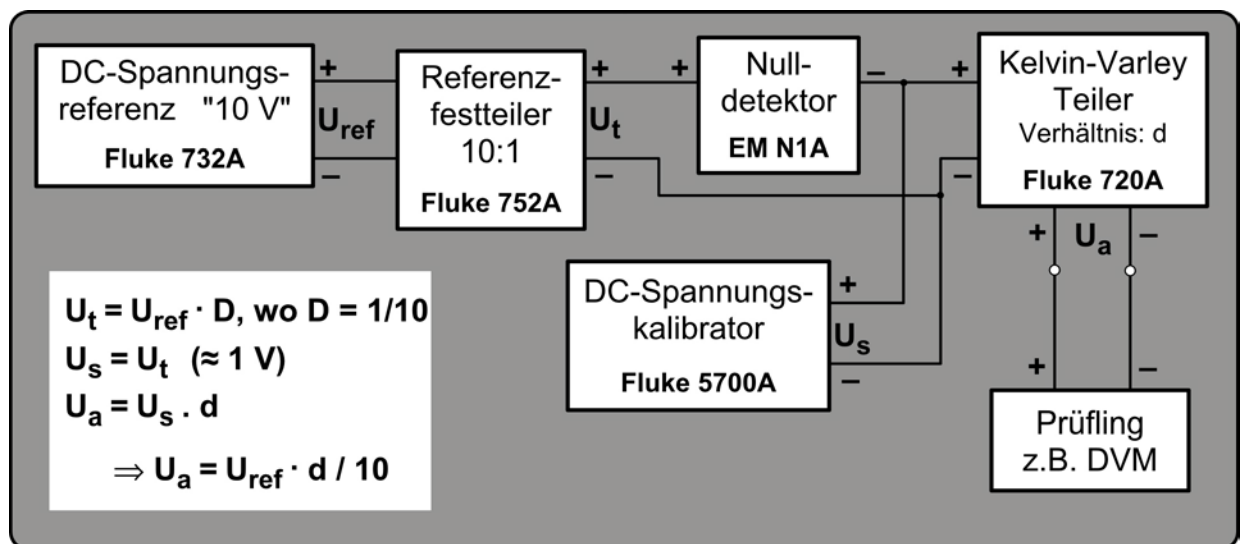 DC-Spannungs-
referenz "10 V"
Fluke 732A
+
U_ref
−
Referenz-
festteiler
10:1
Fluke 752A
+
U_t
−
+
Null-
detektor
EM N1A
−
+
−
Kelvin-Varley
Teiler
Verhältnis: d
Fluke 720A
+ U_a −
DC-Spannungs-
kalibrator
Fluke 5700A
+
U_s
−
+ −
Prüfling
z.B. DVM
U_t = U_ref · D, wo D = 1/10
U_s = U_t (≈ 1 V)
U_a = U_s . d
⇒ U_a = U_ref · d / 10